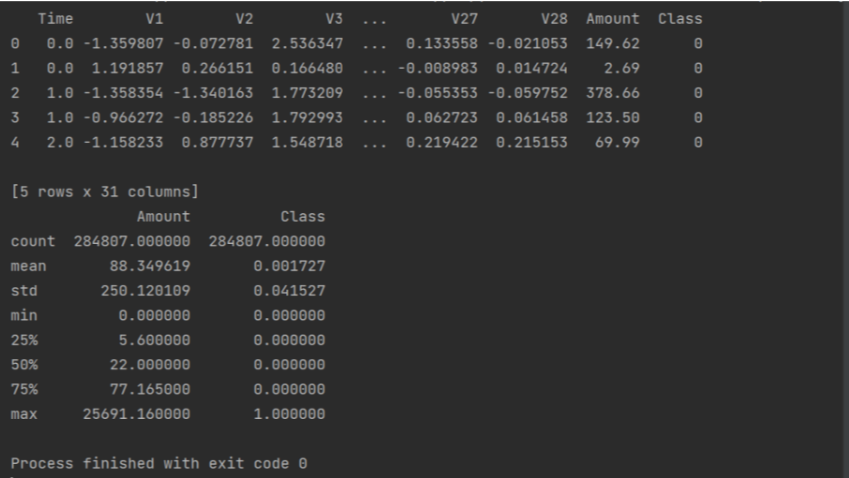 Time V1 V2 V3 ... V27 V28 Amount Class
0 0.0 -1.359807 -0.072781 2.536347 ... 0.133558 -0.021053 149.62 0
1 0.0 1.191857 0.266151 0.166480 ... -0.008983 0.014724 2.69 0
2 1.0 -1.358354 -1.340163 1.773209 ... -0.055353 -0.059752 378.66 0
3 1.0 -0.966272 -0.185226 1.792993 ... 0.062723 0.061458 123.50 0
4 2.0 -1.158233 0.877737 1.548718 ... 0.219422 0.215153 69.99 0
[5 rows x 31 columns]
Amount Class
count 284807.000000 284807.000000
mean 88.349619 0.001727
std 250.120109 0.041527
min 0.000000 0.000000
25% 5.600000 0.000000
50% 22.000000 0.000000
75% 77.165000 0.000000
max 25691.160000 1.000000
Process finished with exit code 0